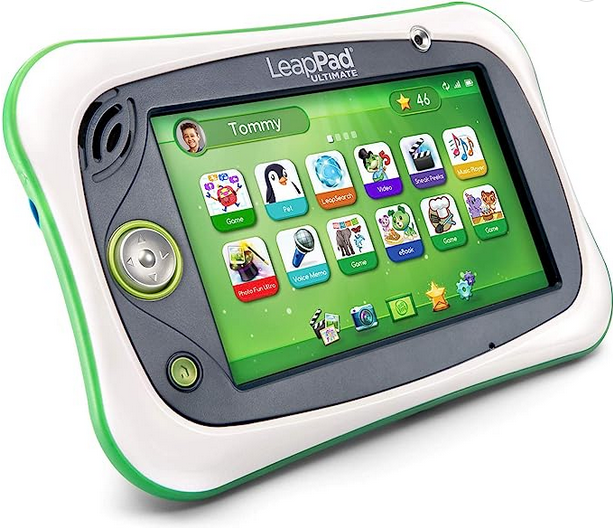 LeapPad
ULTIMATE
Tommy
46
Game
Pet
LeapSearch
Video
Sneak Peeks
Music Player
Photo Fun Ultra
Voice Memo
Game
eBook
Game
Game